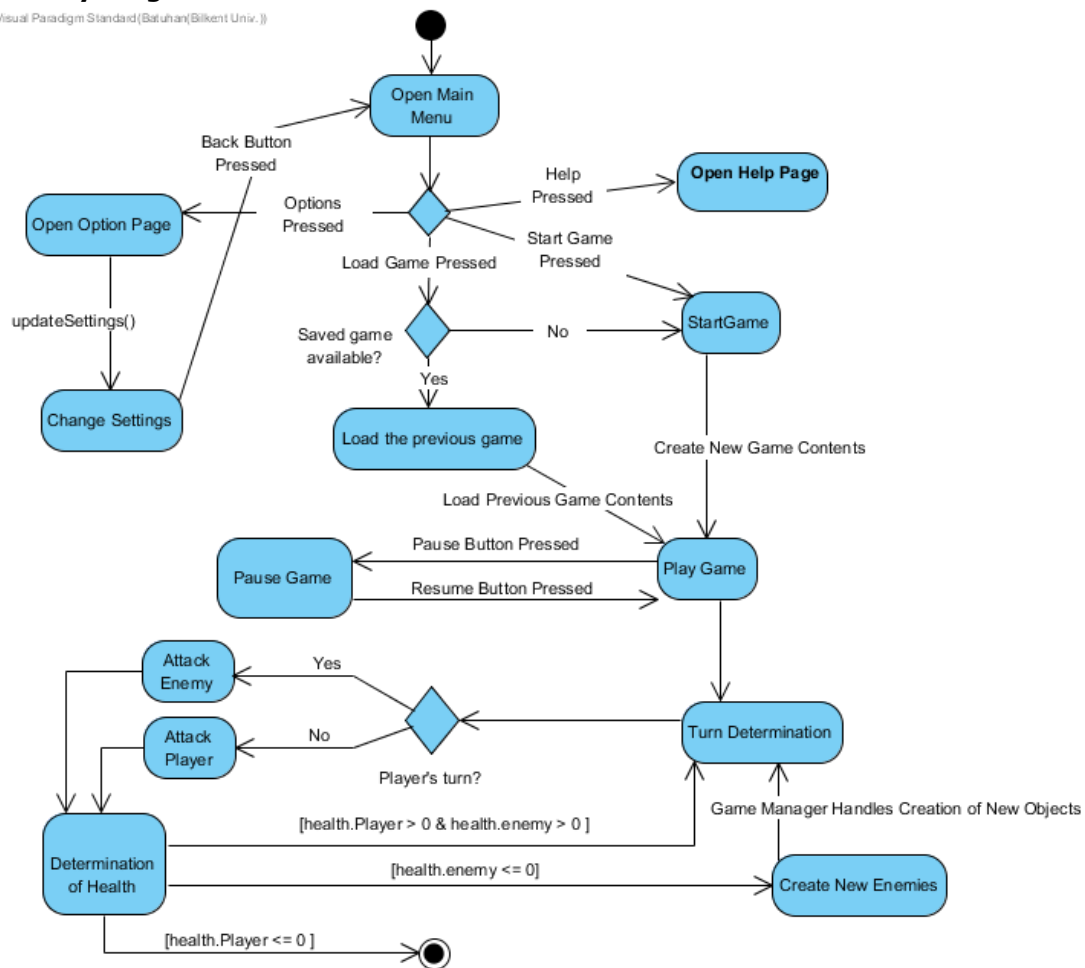 Visual Paradigm Standard(Batuhan(Bilkent Univ.))
Open Main
Menu
Back Button
Pressed
Help
Pressed
Open Help Page
Options
Pressed
Open Option Page
Start Game
Pressed
Load Game Pressed
updateSettings()
Saved game
available?
No
StartGame
Yes
Change Settings
Load the previous game
Create New Game Contents
Load Previous Game Contents
Pause Button Pressed
Pause Game
Play Game
Resume Button Pressed
Attack
Enemy
Yes
Attack
Player
No
Turn Determination
Player's turn?
Game Manager Handles Creation of New Objects
[health.Player > 0 & health.enemy > 0 ]
Determination
of Health
[health.enemy <= 0]
Create New Enemies
[health.Player <= 0 ]